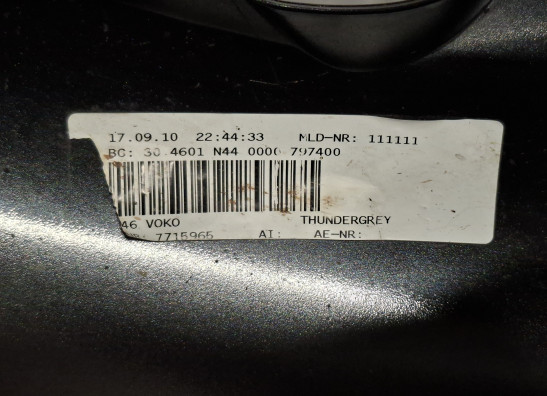 17.09.10 22:44:33 MLD-NR: 111111
BC: 30 4601 N44 0000 797400
46 VOKO THUNDERGREY
7715965 AI: AE-NR: